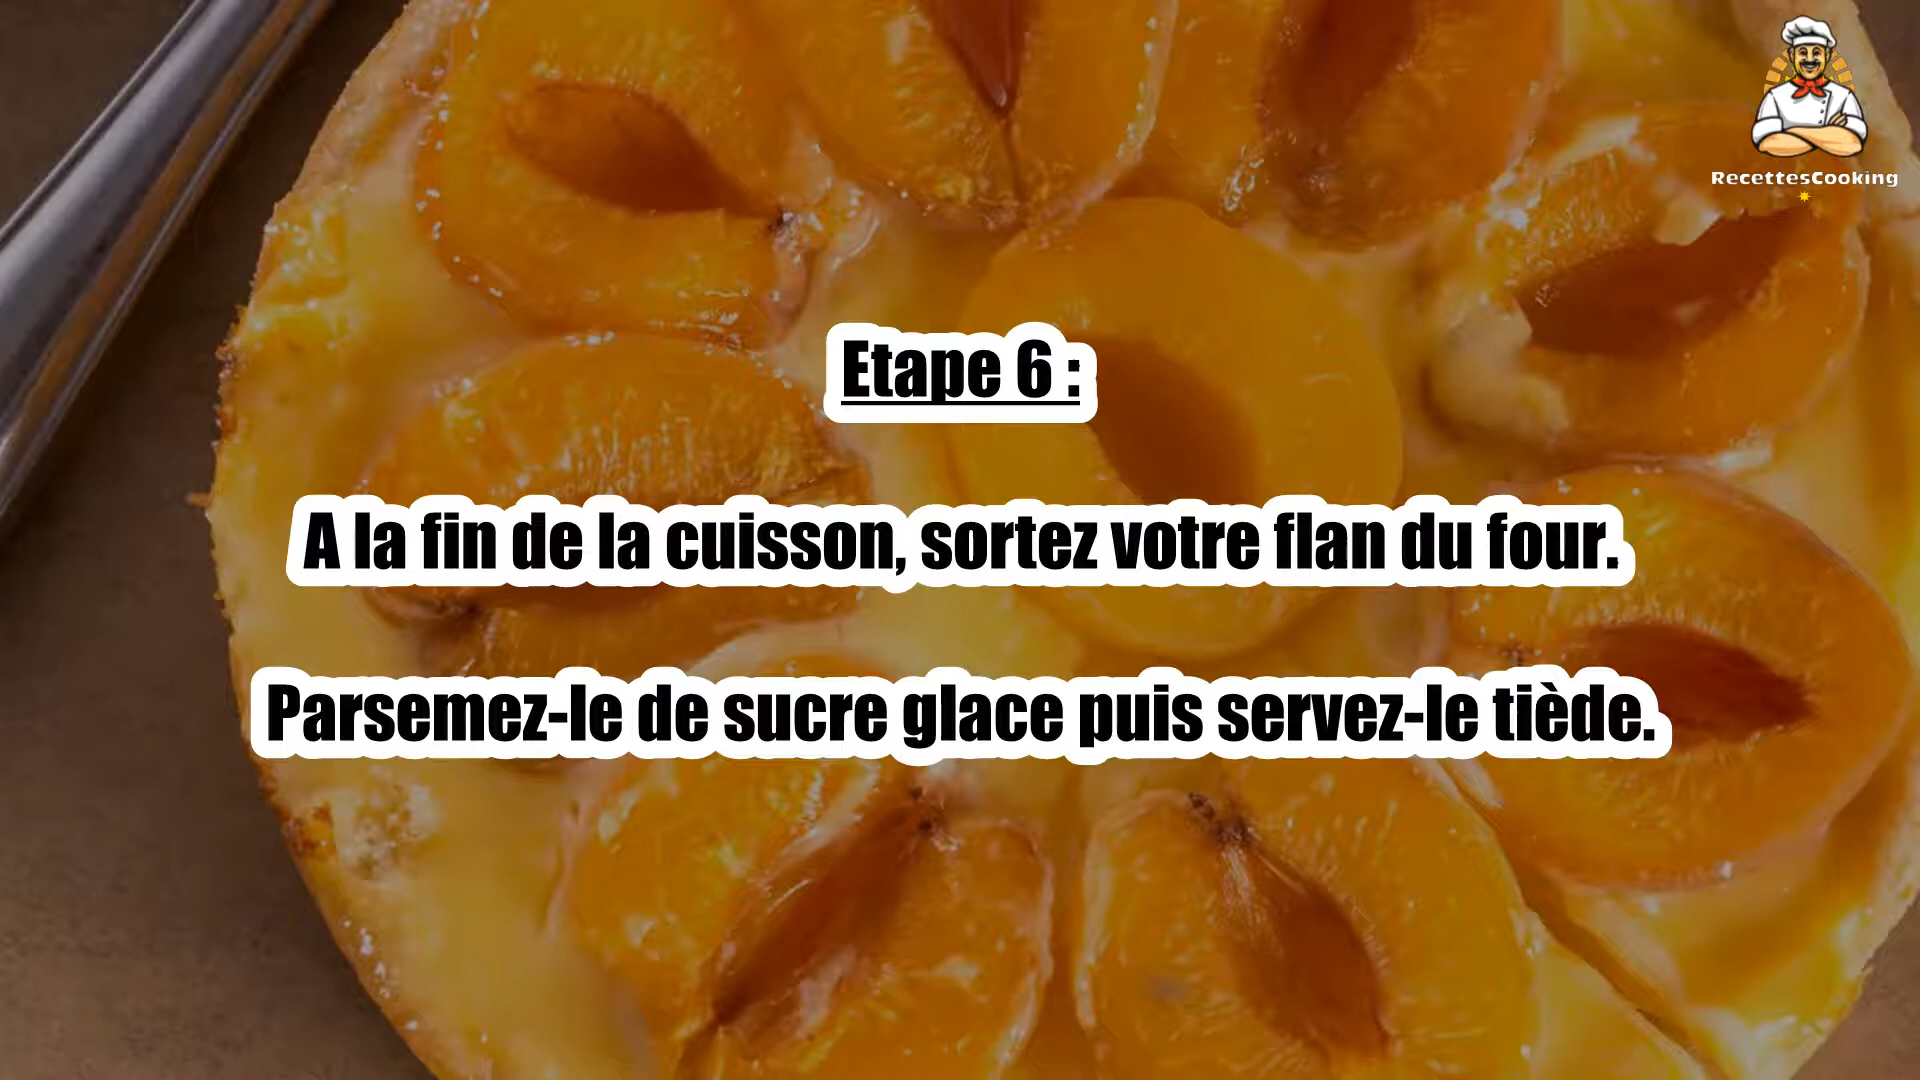 RecettesCooking
Etape 6 :
A la fin de la cuisson, sortez votre flan du four.
Parsemez-le de sucre glace puis servez-le tiède.